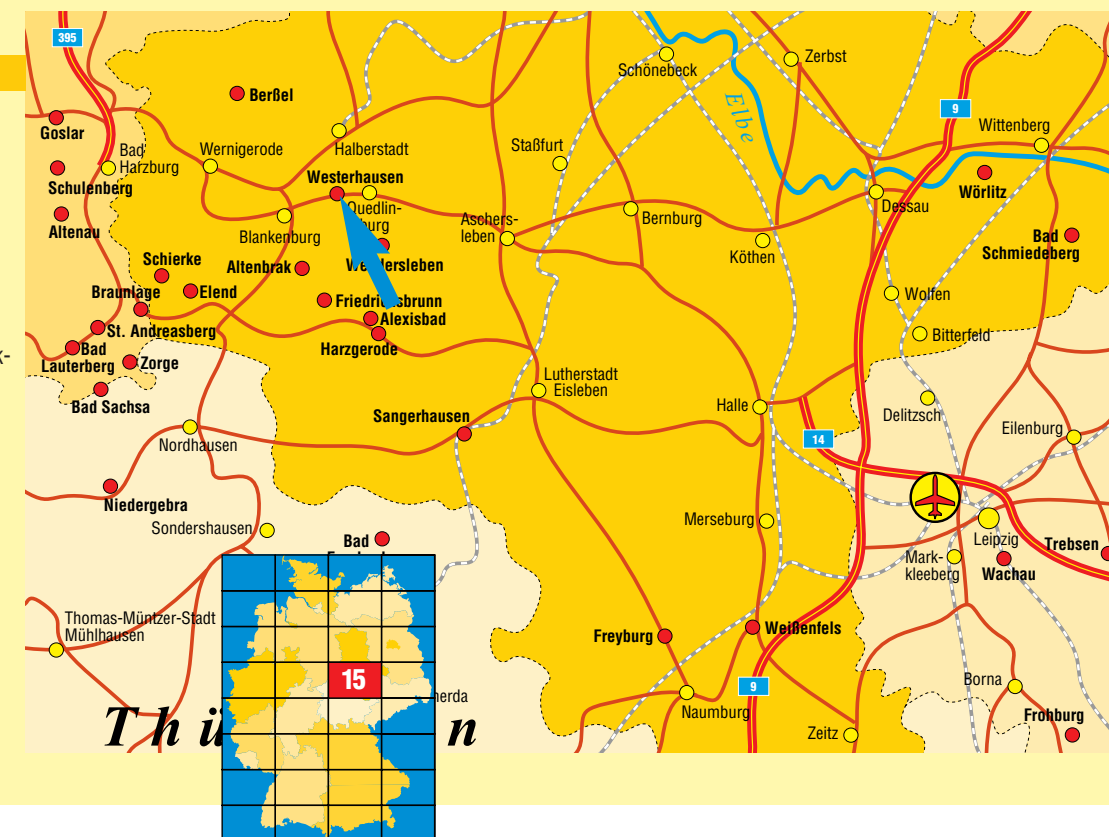 395
Zerbst
Schönebeck
Berßel
Elbe
9
Goslar
Wittenberg
Halberstadt
Bad
Harzburg
Wernigerode
Staßfurt
Schulenberg
Westerhausen
Wörlitz
Quedlin-
burg
Dessau
Altenau
Aschers-
leben
Bernburg
Blankenburg
Köthen
Bad
Schmiedeberg
Schierke
Altenbrak
Braunlage
Elend
Wolfen
Alexisbad
St. Andreasberg
Bitterfeld
Harzgerode
k-
Bad
Lauterberg
Zorge
Lutherstadt
Eisleben
Bad Sachsa
Halle
Delitzsch
Sangerhausen
Eilenburg
Nordhausen
14
Niedergebra
Merseburg
Sondershausen
Leipzig
Bad
Trebsen
Mark-
kleeberg
Wachau
Thomas-Müntzer-Stadt
Mühlhausen
Freyburg
Weißenfels
15
9
Borna
herda
Naumburg
Frohburg
Thü n
Zeitz